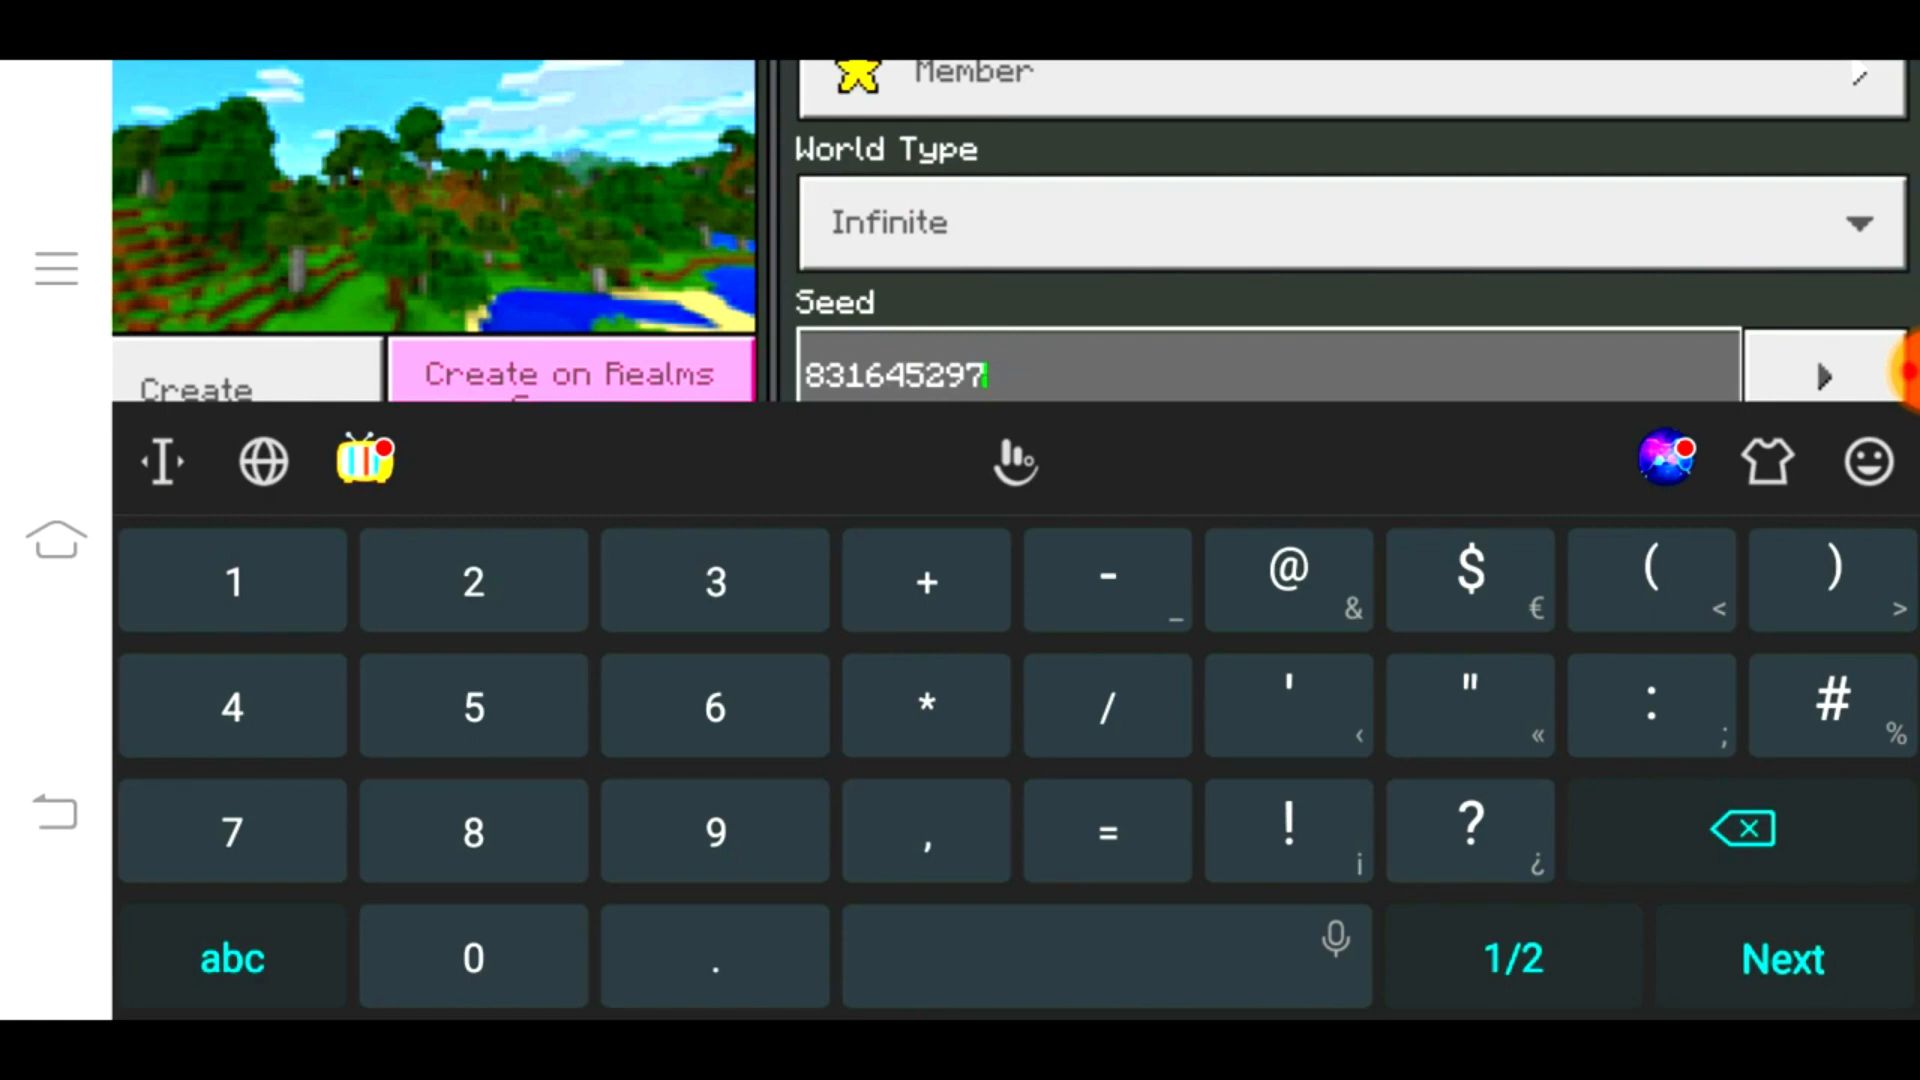 Member
World Type
Infinite
Seed
831645297
Create
Create on Realms
1 2 3 + - _ @ & $ € ( < ) >
4 5 6 * / ' ‹ " « : ; # %
7 8 9 , = ! ¡ ? ¿
abc 0 . 1/2 Next